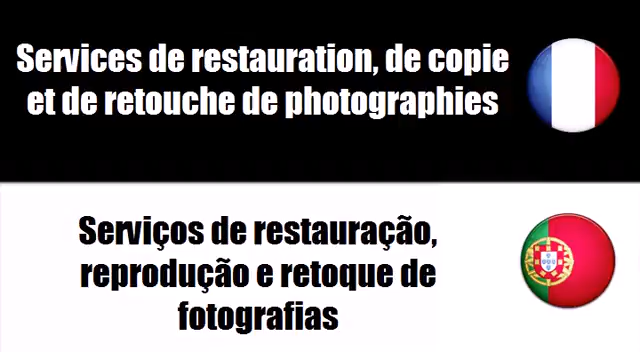 Services de restauration, de copie
et de retouche de photographies
Serviços de restauração,
reprodução e retoque de
fotografias